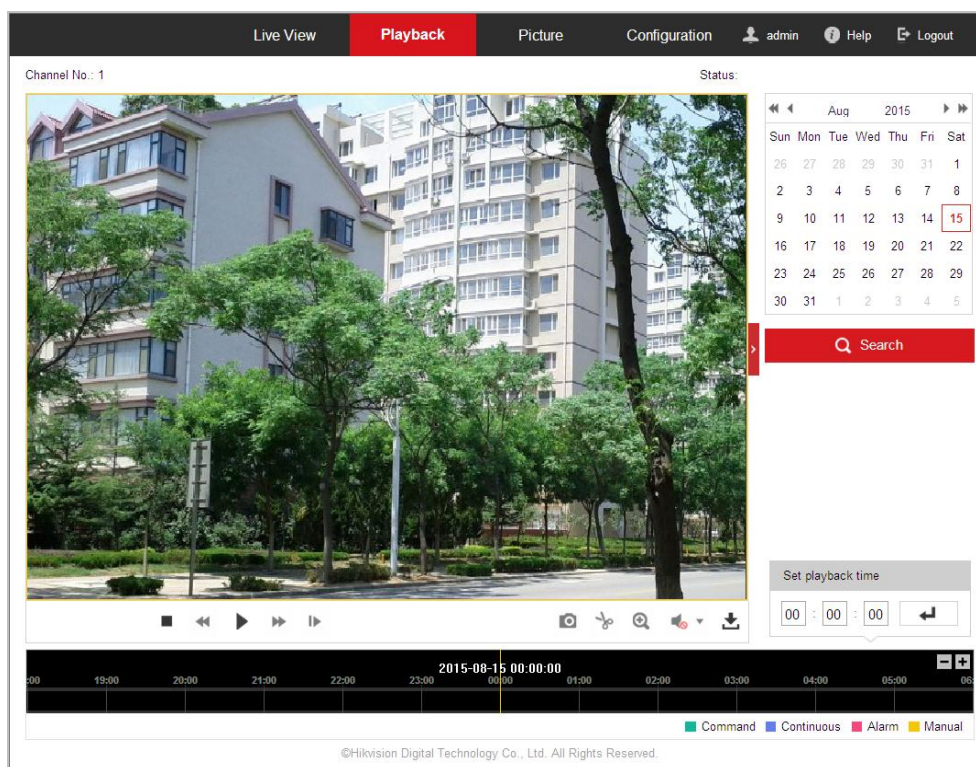 Live View Playback Picture Configuration admin Help Logout
Channel No.: 1 Status:
Aug 2015
Sun Mon Tue Wed Thu Fri Sat
26 27 28 29 30 31 1
2 3 4 5 6 7 8
9 10 11 12 13 14 15
16 17 18 19 20 21 22
23 24 25 26 27 28 29
30 31 1 2 3 4 5
Search
Set playback time
00 : 00 : 00
2015-08-15 00:00:00
:00 19:00 20:00 21:00 22:00 23:00 00:00 01:00 02:00 03:00 04:00 05:00 06:
Command Continuous Alarm Manual
©Hikvision Digital Technology Co., Ltd. All Rights Reserved.